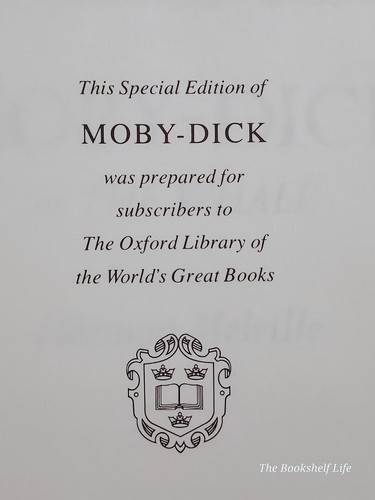 This Special Edition of
MOBY-DICK
was prepared for
subscribers to
The Oxford Library of
the World's Great Books
The Bookshelf Life